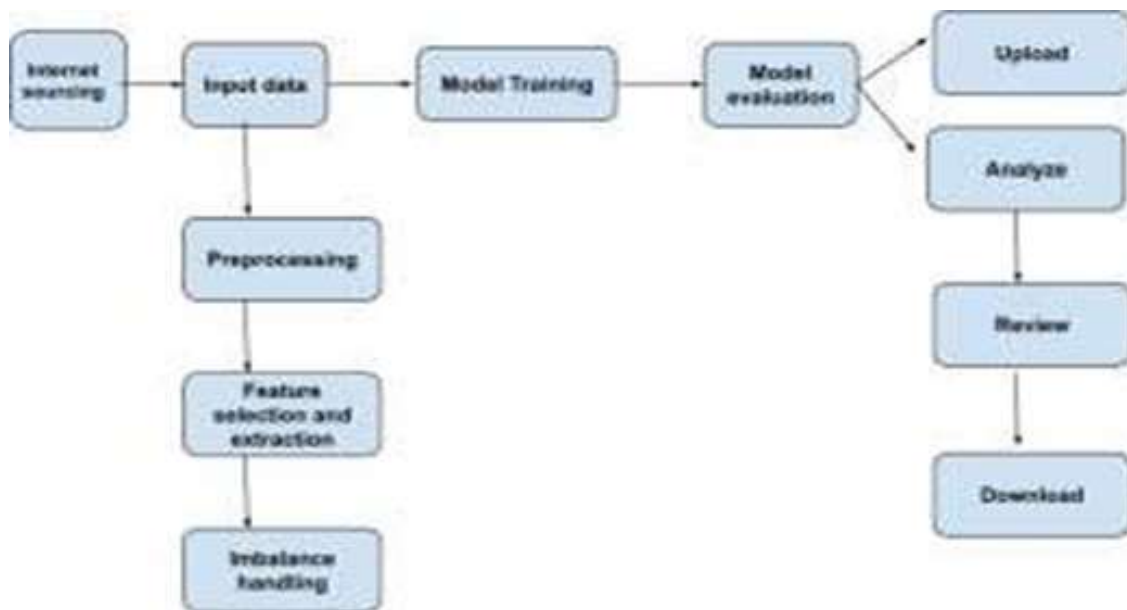 Internet
sourcing
Input data
Model Training
Model
evaluation
Upload
Analyze
Preprocessing
Review
Feature
selection and
extraction
Download
Imbalance
handling